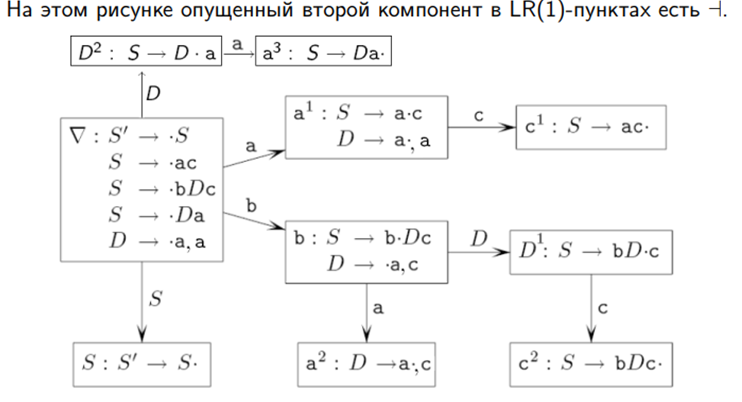 На этом рисунке опущенный второй компонент в LR(1)-пунктах есть ⊣.
D² : S → D · a
a
a³ : S → Da·
D
∇ : S′ → ·S
S → ·ac
S → ·bDc
S → ·Da
D → ·a, a
a
a¹ : S → a·c
D → a·, a
c
c¹ : S → ac·
b
b : S → b·Dc
D → ·a, c
D
D¹: S → bD·c
S
a
c
S : S′ → S·
a² : D →a·, c
c² : S → bDc·